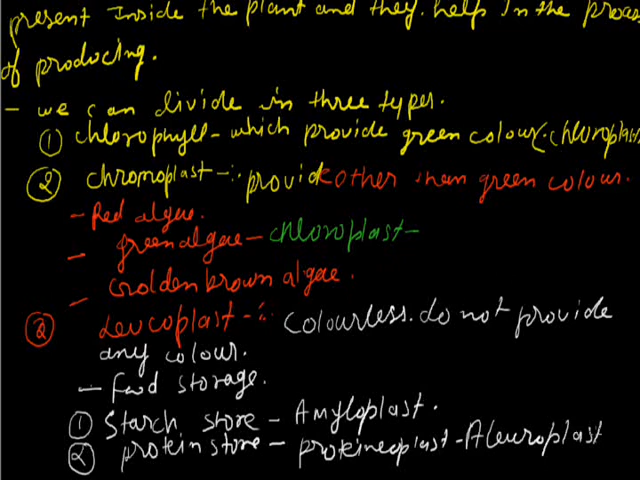 present inside the plant and they help in the process
of producing.
- we can divide in three types.
① chlorophyll - which provide green colour. chloroplast
② chromoplast -: provide other than green colour.
- Red algae.
- green algae - chloroplast -
- Golden brown algae.
③ Leucoplast -: colourless. do not provide
any colour.
- Food storage.
① Starch store - Amyloplast.
② protein store - proteinoplast - Aleuroplast